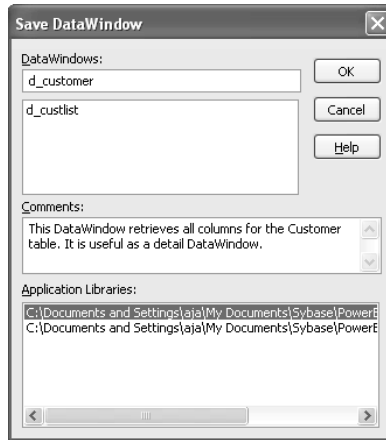 Save DataWindow
DataWindows:
d_customer
d_custlist
OK
Cancel
Help
Comments:
This DataWindow retrieves all columns for the Customer
table. It is useful as a detail DataWindow.
Application Libraries:
C:\Documents and Settings\aja\My Documents\Sybase\PowerB
C:\Documents and Settings\aja\My Documents\Sybase\PowerB